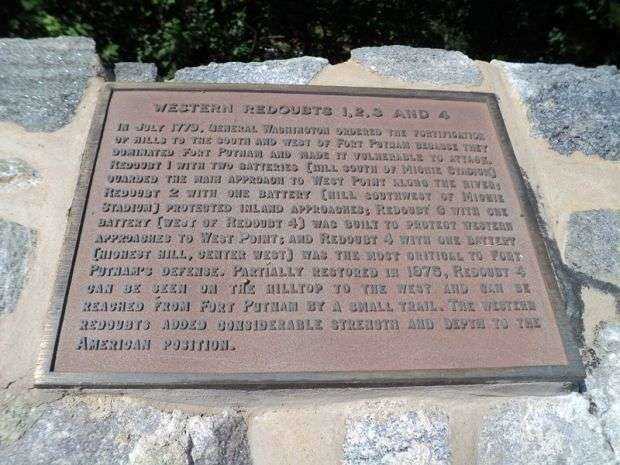 WESTERN REDOUBTS 1,2,3 AND 4
IN JULY 1779, GENERAL WASHINGTON ORDERED THE FORTIFICATION
OF HILLS TO THE SOUTH AND WEST OF FORT PUTNAM BECAUSE THEY
DOMINATED FORT PUTNAM AND MADE IT VULNERABLE TO ATTACK.
REDOUBT 1 WITH TWO BATTERIES (HILL SOUTH OF MICHIE STADIUM)
GUARDED THE MAIN APPROACH TO WEST POINT ALONG THE RIVER;
REDOUBT 2 WITH ONE BATTERY (HILL SOUTHWEST OF MICHIE
STADIUM) PROTECTED INLAND APPROACHES; REDOUBT 3 WITH ONE
BATTERY (WEST OF REDOUBT 4) WAS BUILT TO PROTECT WESTERN
APPROACHES TO WEST POINT; AND REDOUBT 4 WITH ONE BATTERY
(HIGHEST HILL, CENTER WEST) WAS THE MOST CRITICAL TO FORT
PUTNAM'S DEFENSE. PARTIALLY RESTORED IN 1975, REDOUBT 4
CAN BE SEEN ON THE HILLTOP TO THE WEST AND CAN BE
REACHED FROM FORT PUTNAM BY A SMALL TRAIL. THE WESTERN
REDOUBTS ADDED CONSIDERABLE STRENGTH AND DEPTH TO THE
AMERICAN POSITION.